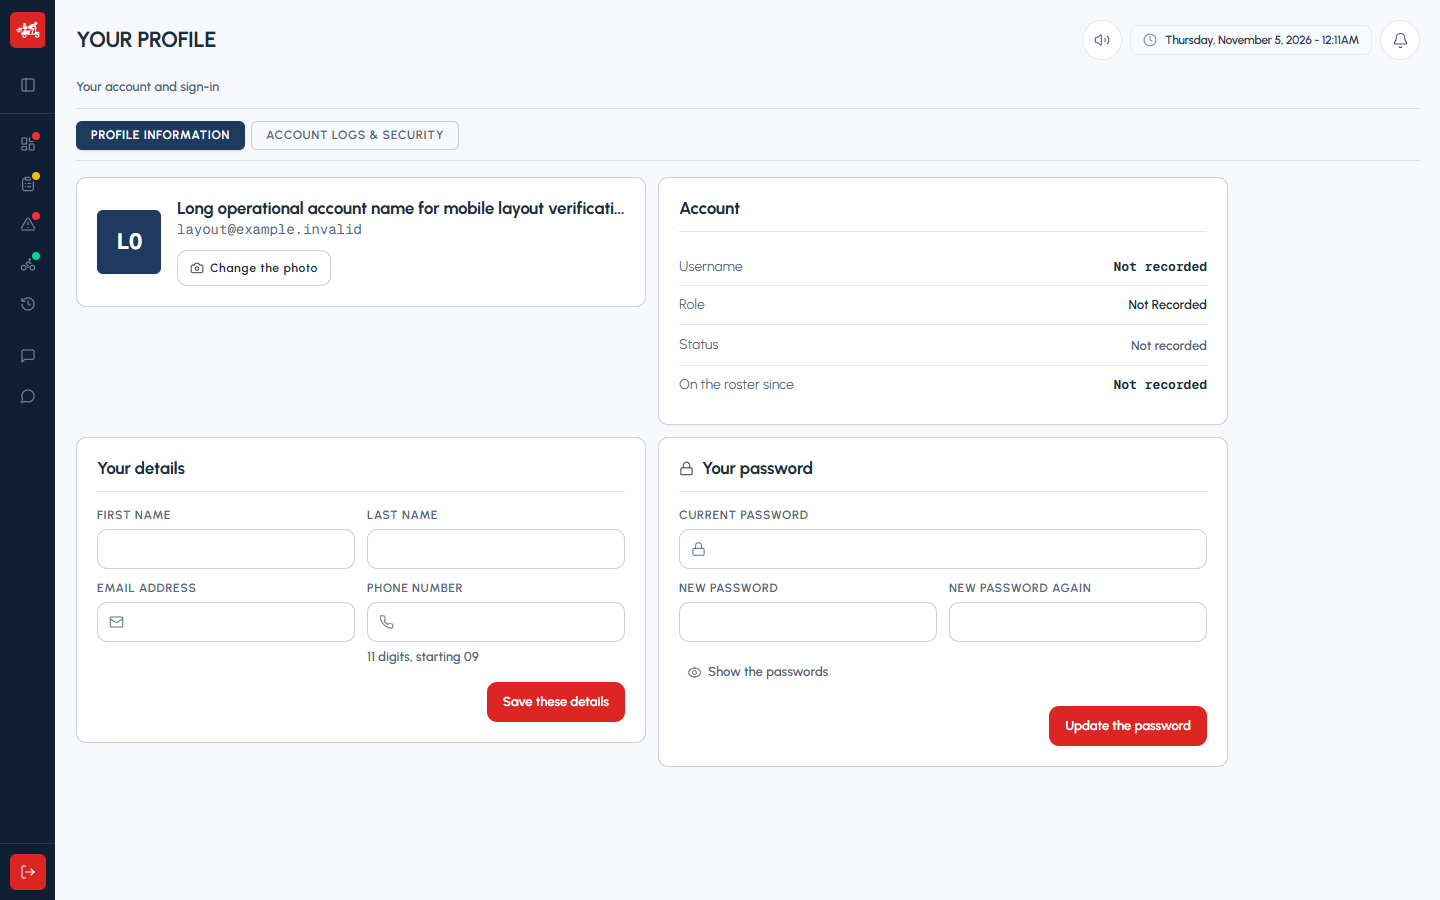 YOUR PROFILE
Thursday, November 5, 2026 - 12:11AM
Your account and sign-in
PROFILE INFORMATION
ACCOUNT LOGS & SECURITY
LO
Long operational account name for mobile layout verificati...
layout@example.invalid
Change the photo
Account
Username
Not recorded
Role
Not Recorded
Status
Not recorded
On the roster since
Not recorded
Your details
FIRST NAME
LAST NAME
EMAIL ADDRESS
PHONE NUMBER
11 digits, starting 09
Save these details
Your password
CURRENT PASSWORD
NEW PASSWORD
NEW PASSWORD AGAIN
Show the passwords
Update the password